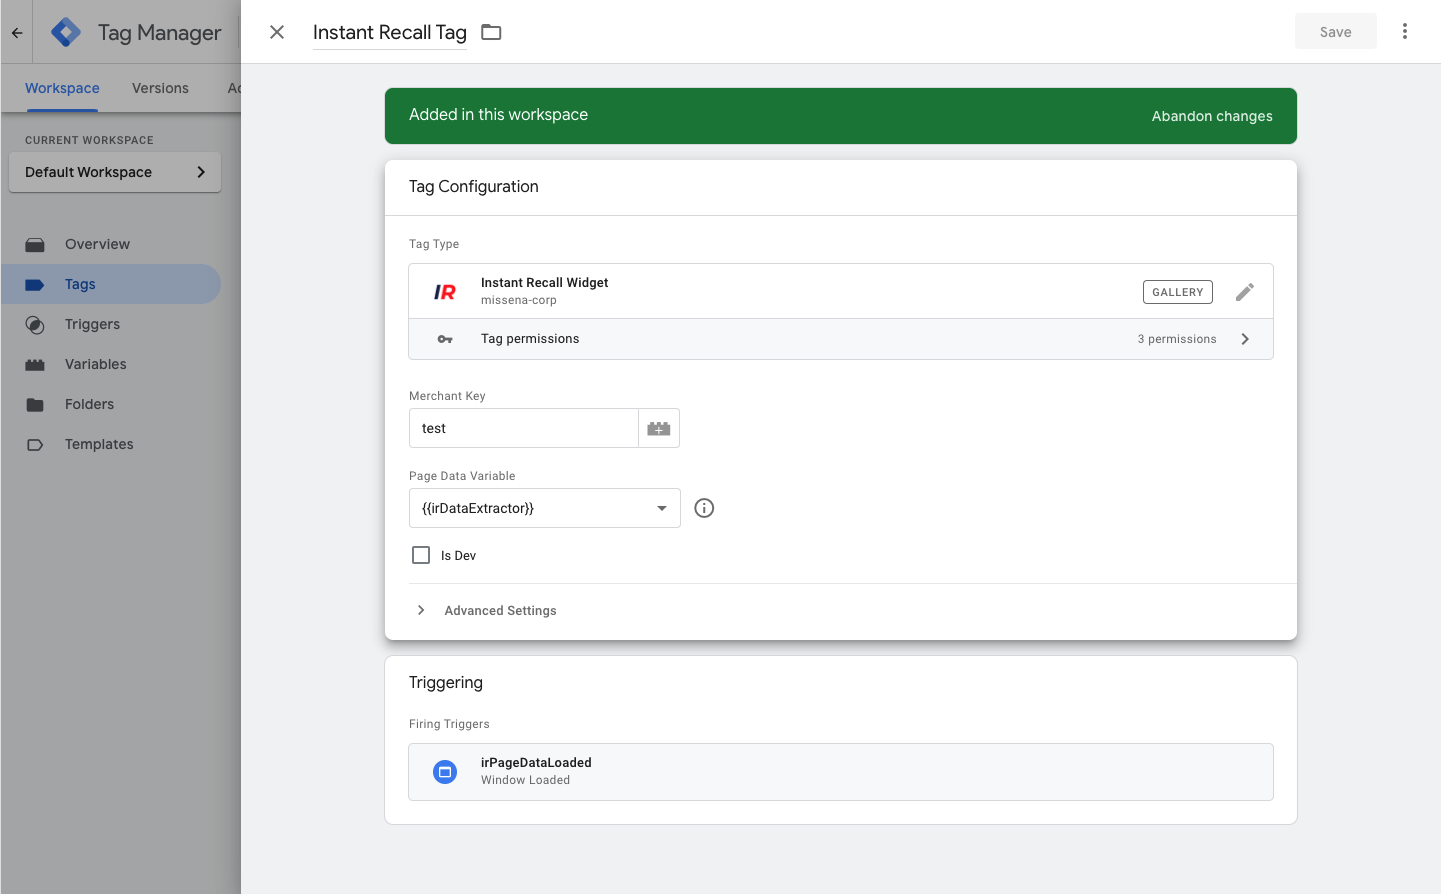 Tag Manager
Instant Recall Tag
Save
Workspace
Versions
Ad
Added in this workspace
Abandon changes
CURRENT WORKSPACE
Default Workspace
Overview
Tags
Triggers
Variables
Folders
Templates
Tag Configuration
Tag Type
IR
Instant Recall Widget
missena-corp
GALLERY
Tag permissions
3 permissions
Merchant Key
test
Page Data Variable
{{irDataExtractor}}
Is Dev
Advanced Settings
Triggering
Firing Triggers
irPageDataLoaded
Window Loaded